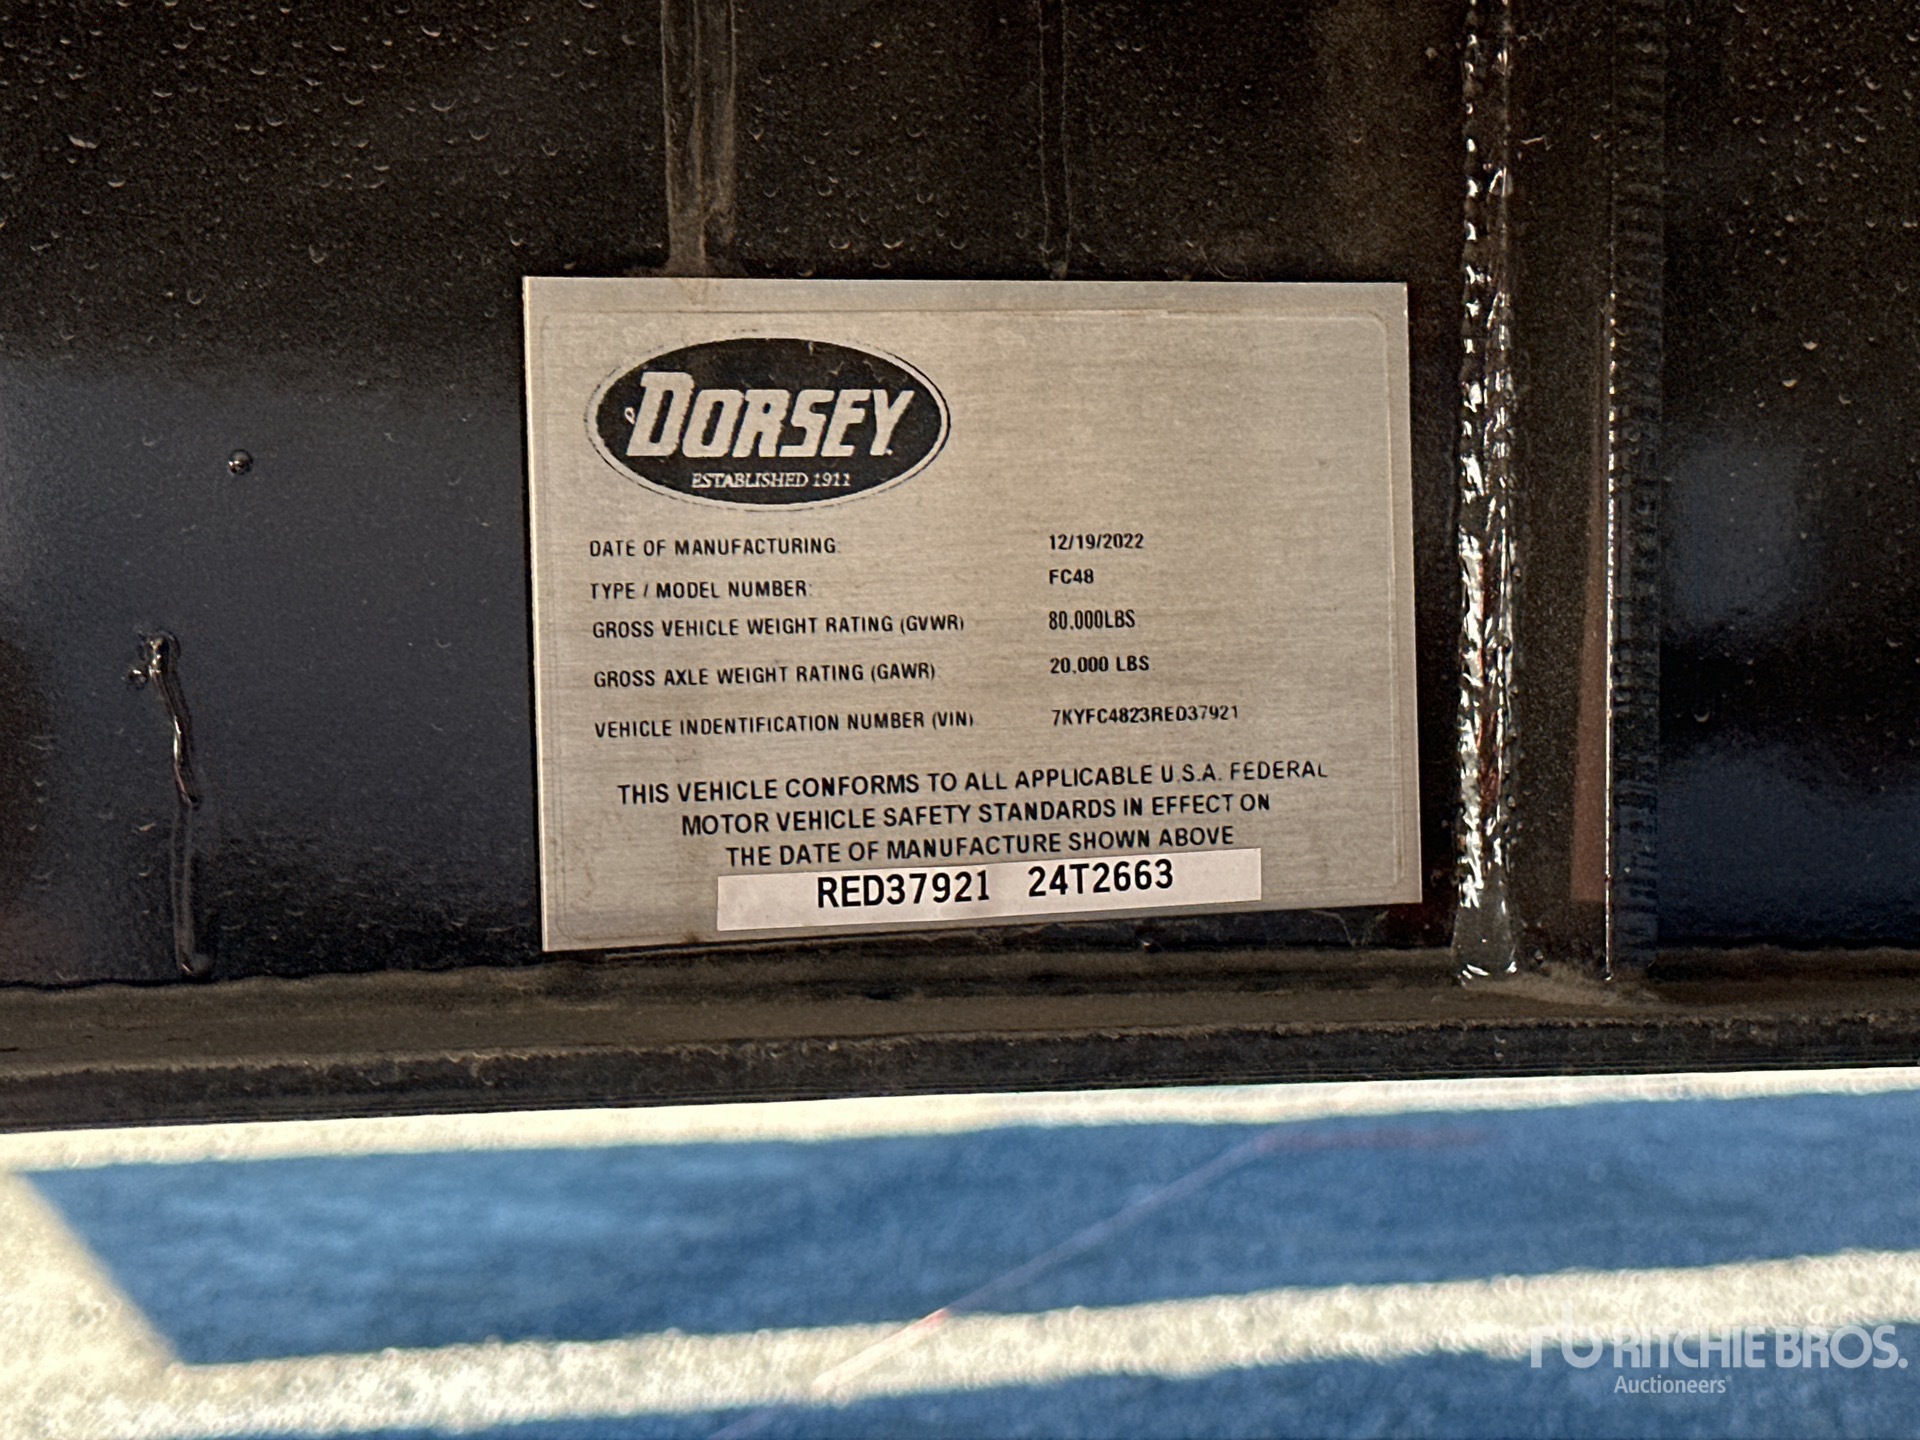 DORSEY
ESTABLISHED 1911
DATE OF MANUFACTURING: 12/19/2022
TYPE / MODEL NUMBER: FC48
GROSS VEHICLE WEIGHT RATING (GVWR) 80,000LBS
GROSS AXLE WEIGHT RATING (GAWR) 20,000 LBS
VEHICLE INDENTIFICATION NUMBER (VIN) 7KYFC4823RED37921
THIS VEHICLE CONFORMS TO ALL APPLICABLE U.S.A. FEDERAL
MOTOR VEHICLE SAFETY STANDARDS IN EFFECT ON
THE DATE OF MANUFACTURE SHOWN ABOVE
RED37921 24T2663
rb RITCHIE BROS.
Auctioneers